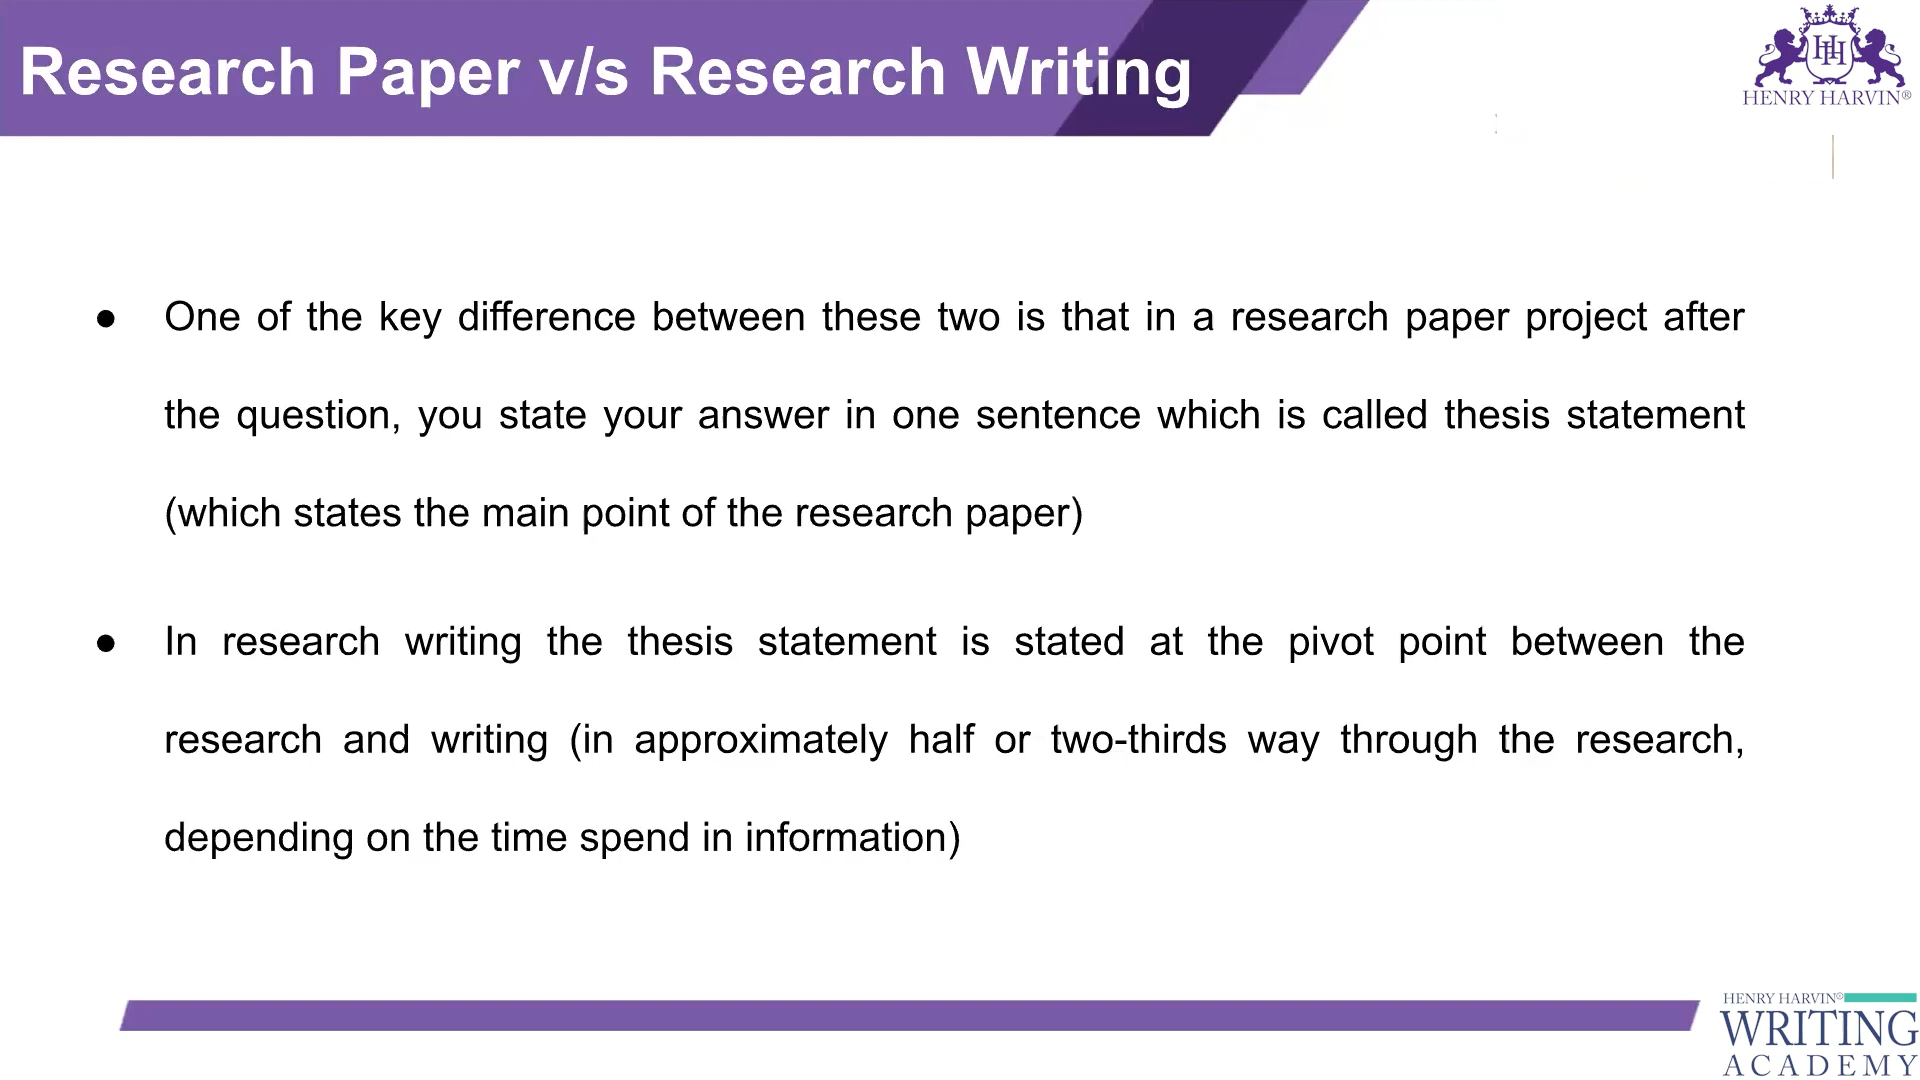 Research Paper v/s Research Writing
HENRY HARVIN®
● One of the key difference between these two is that in a research paper project after
the question, you state your answer in one sentence which is called thesis statement
(which states the main point of the research paper)
● In research writing the thesis statement is stated at the pivot point between the
research and writing (in approximately half or two-thirds way through the research,
depending on the time spend in information)
HENRY HARVIN®
WRITING
ACADEMY